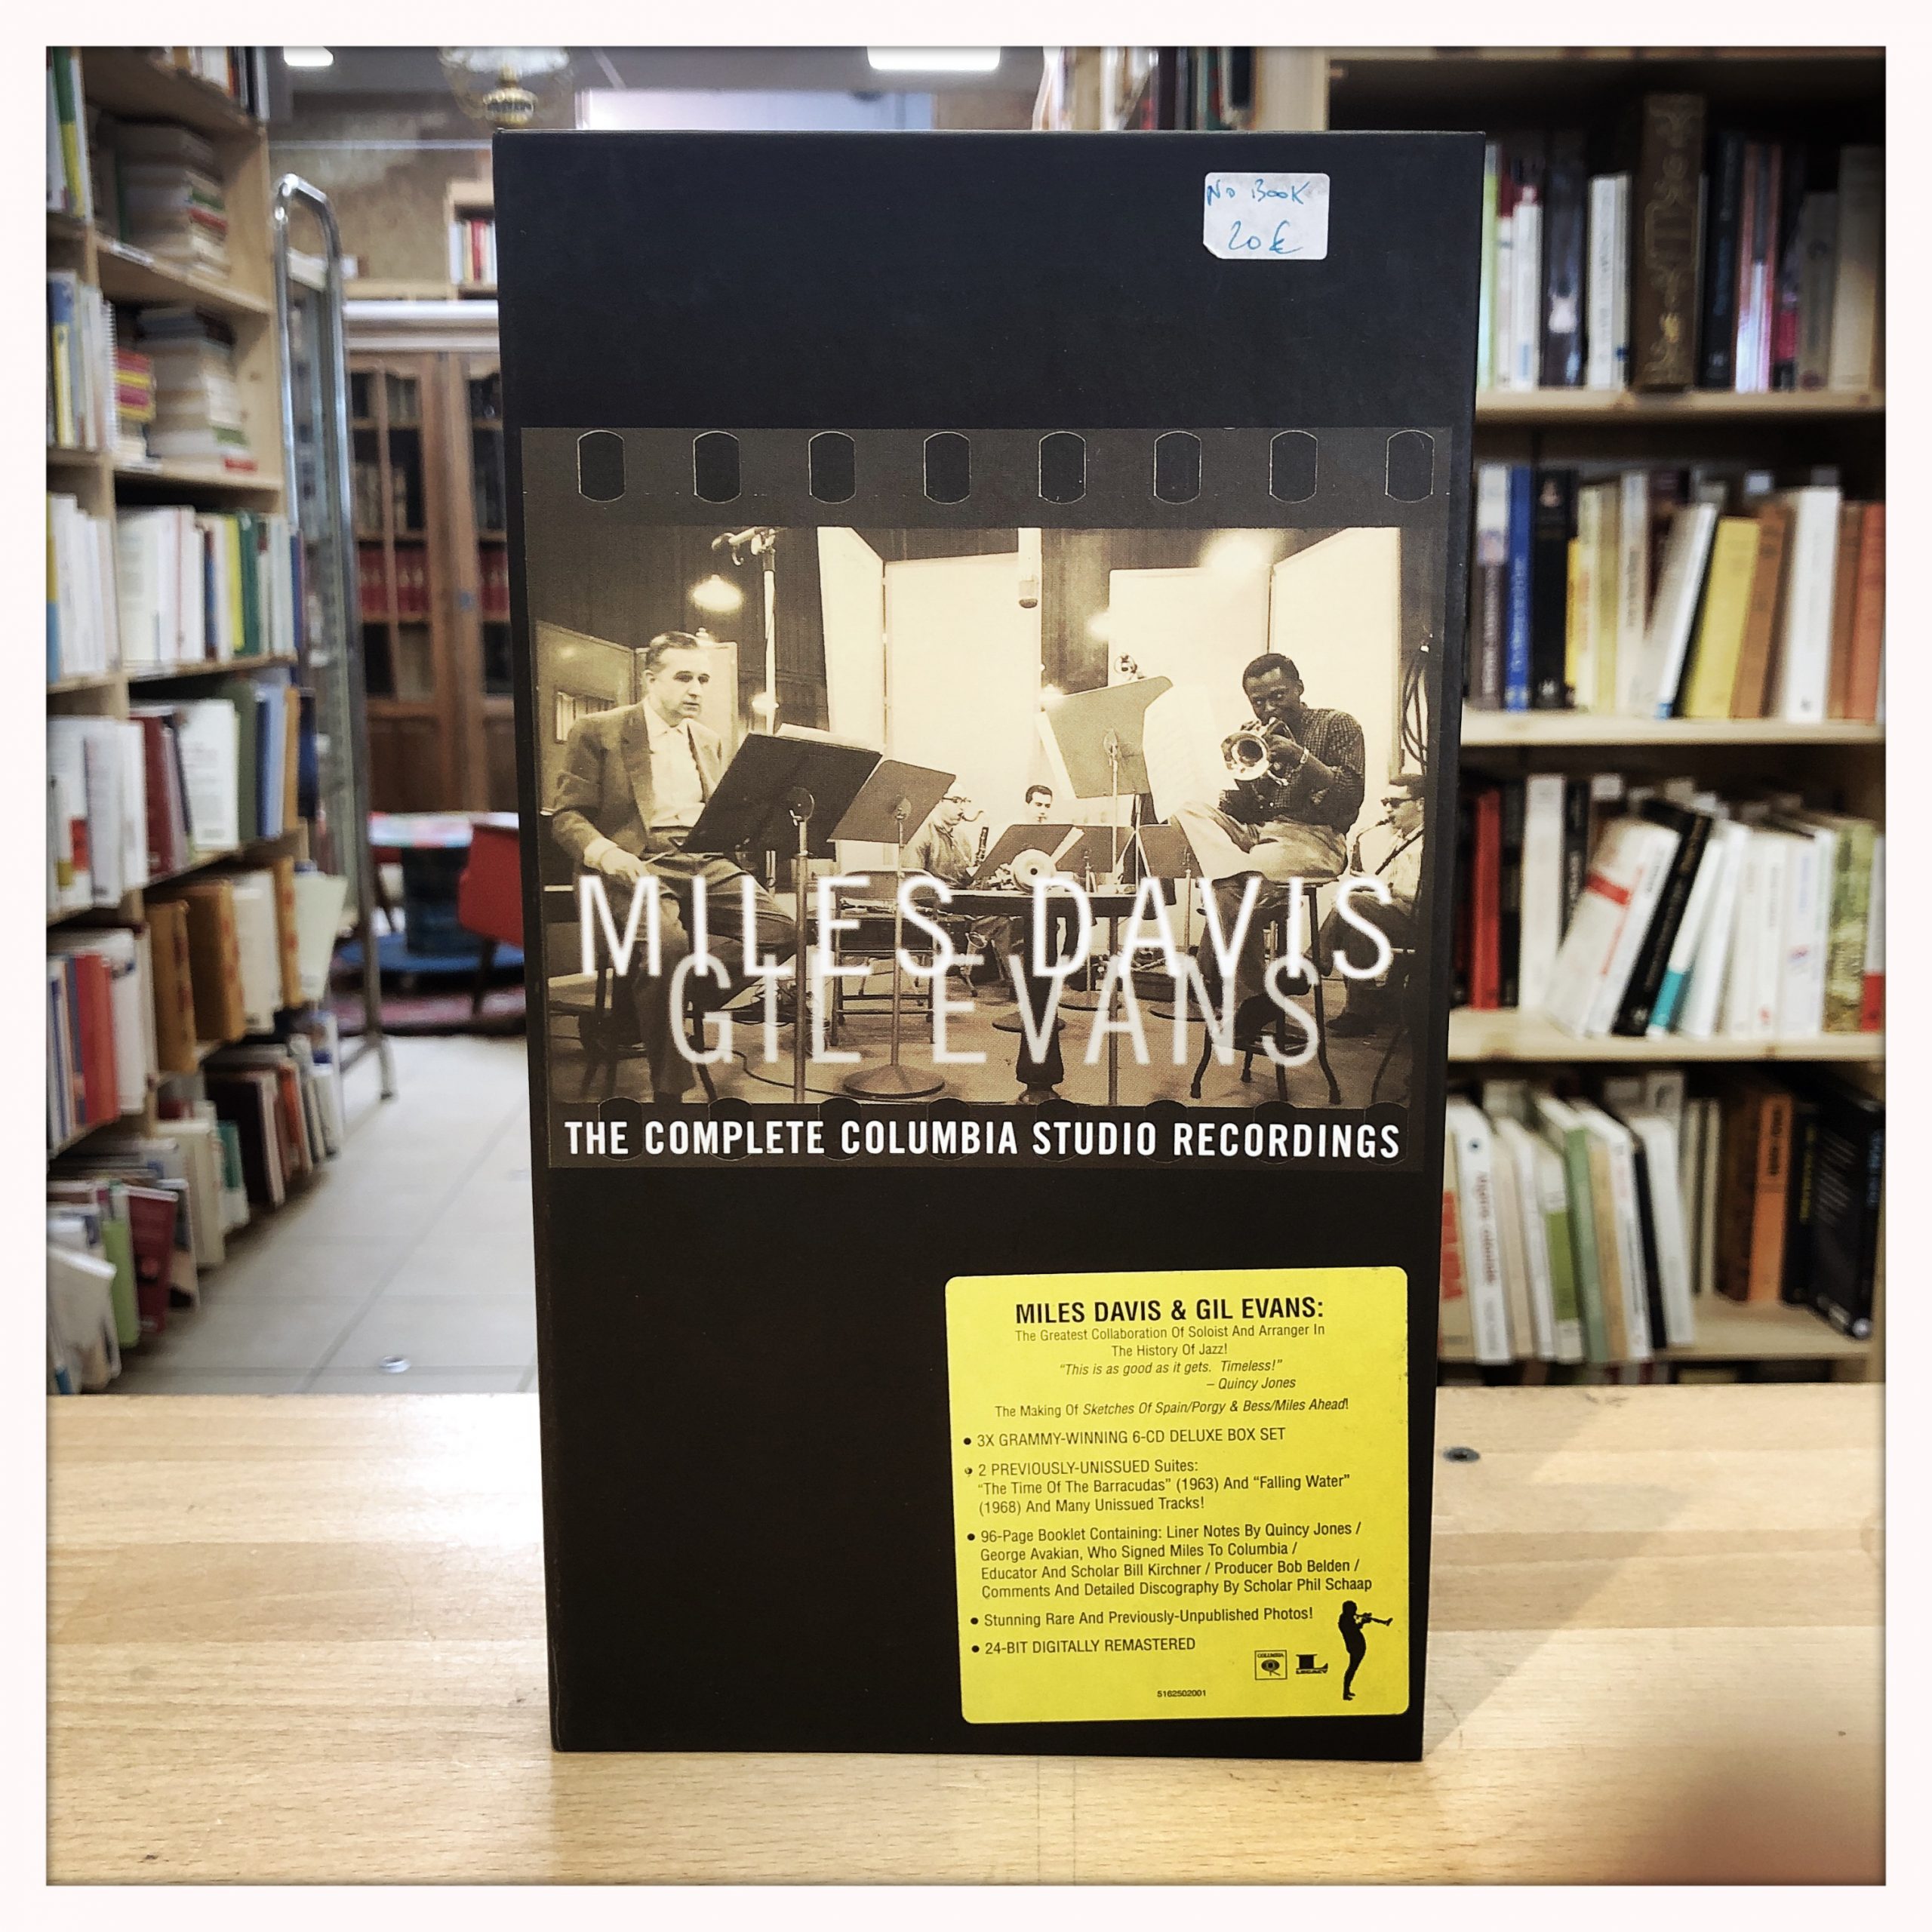 No Book
20€
MILES DAVIS
GIL EVANS
THE COMPLETE COLUMBIA STUDIO RECORDINGS
MILES DAVIS & GIL EVANS:
The Greatest Collaboration Of Soloist And Arranger In
The History Of Jazz!
“This is as good as it gets. Timeless!”
– Quincy Jones
The Making Of Sketches Of Spain/Porgy & Bess/Miles Ahead!
• 3X GRAMMY-WINNING 6-CD DELUXE BOX SET
• 2 PREVIOUSLY-UNISSUED Suites:
“The Time Of The Barracudas” (1963) And “Falling Water”
(1968) And Many Unissued Tracks!
• 96-Page Booklet Containing: Liner Notes By Quincy Jones /
George Avakian, Who Signed Miles To Columbia /
Educator And Scholar Bill Kirchner / Producer Bob Belden /
Comments And Detailed Discography By Scholar Phil Schaap
• Stunning Rare And Previously-Unpublished Photos!
• 24-BIT DIGITALLY REMASTERED
COLUMBIA
LEGACY
5162502001